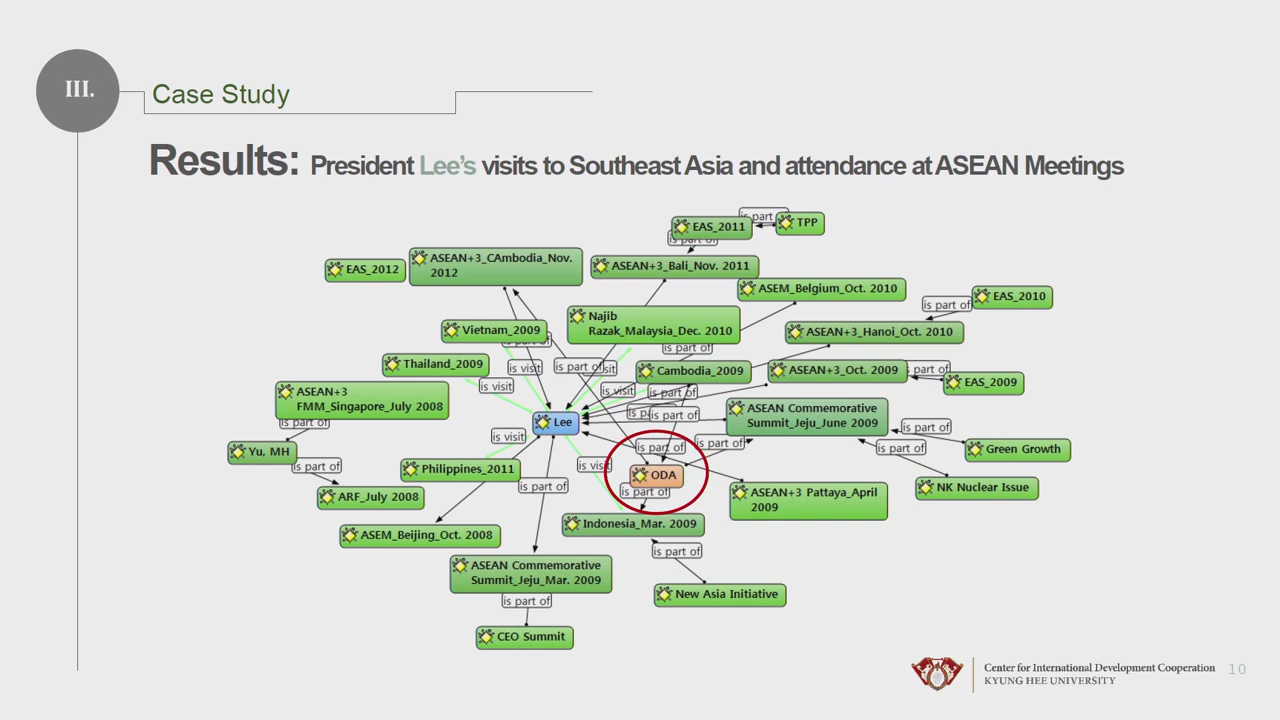 III.
Case Study
Results: President Lee's visits to Southeast Asia and attendance at ASEAN Meetings
is part
TPP
EAS_2011
is part of
ASEAN+3_CAmbodia_Nov.
2012
EAS_2012
ASEAN+3_Bali_Nov. 2011
ASEM_Belgium_Oct. 2010
EAS_2010
is part of
Najib
Razak_Malaysia_Dec. 2010
Vietnam_2009
ASEAN+3_Hanoi_Oct. 2010
is part of
Thailand_2009
is visit
is part of
Cambodia_2009
ASEAN+3_Oct. 2009
part of
EAS_2009
is visit
is visit
is part of
ASEAN+3
FMM_Singapore_July 2008
is part of
ASEAN Commemorative
Summit_Jeju_June 2009
is part of
Lee
is part of
Yu, MH
is visit
is part of
is part of
is part of
Green Growth
is part of
Philippines_2011
is visit
ODA
is part of
NK Nuclear Issue
is part of
ARF_July 2008
is part of
ASEAN+3 Pattaya_April
2009
ASEM_Beijing_Oct. 2008
Indonesia_Mar. 2009
is part of
ASEAN Commemorative
Summit_Jeju_Mar. 2009
New Asia Initiative
is part of
CEO Summit
Center for International Development Cooperation
KYUNG HEE UNIVERSITY
10